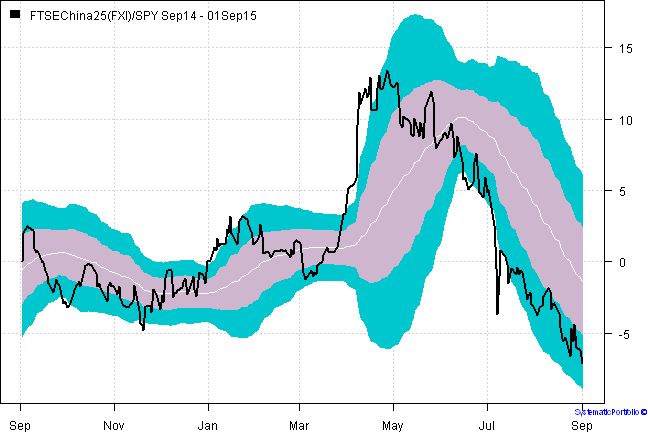 FTSEChina25(FXI)/SPY Sep14 - 01Sep15
15
10
5
0
-5
Sep Nov Jan Mar May Jul Sep
SystematicPortfolio ©